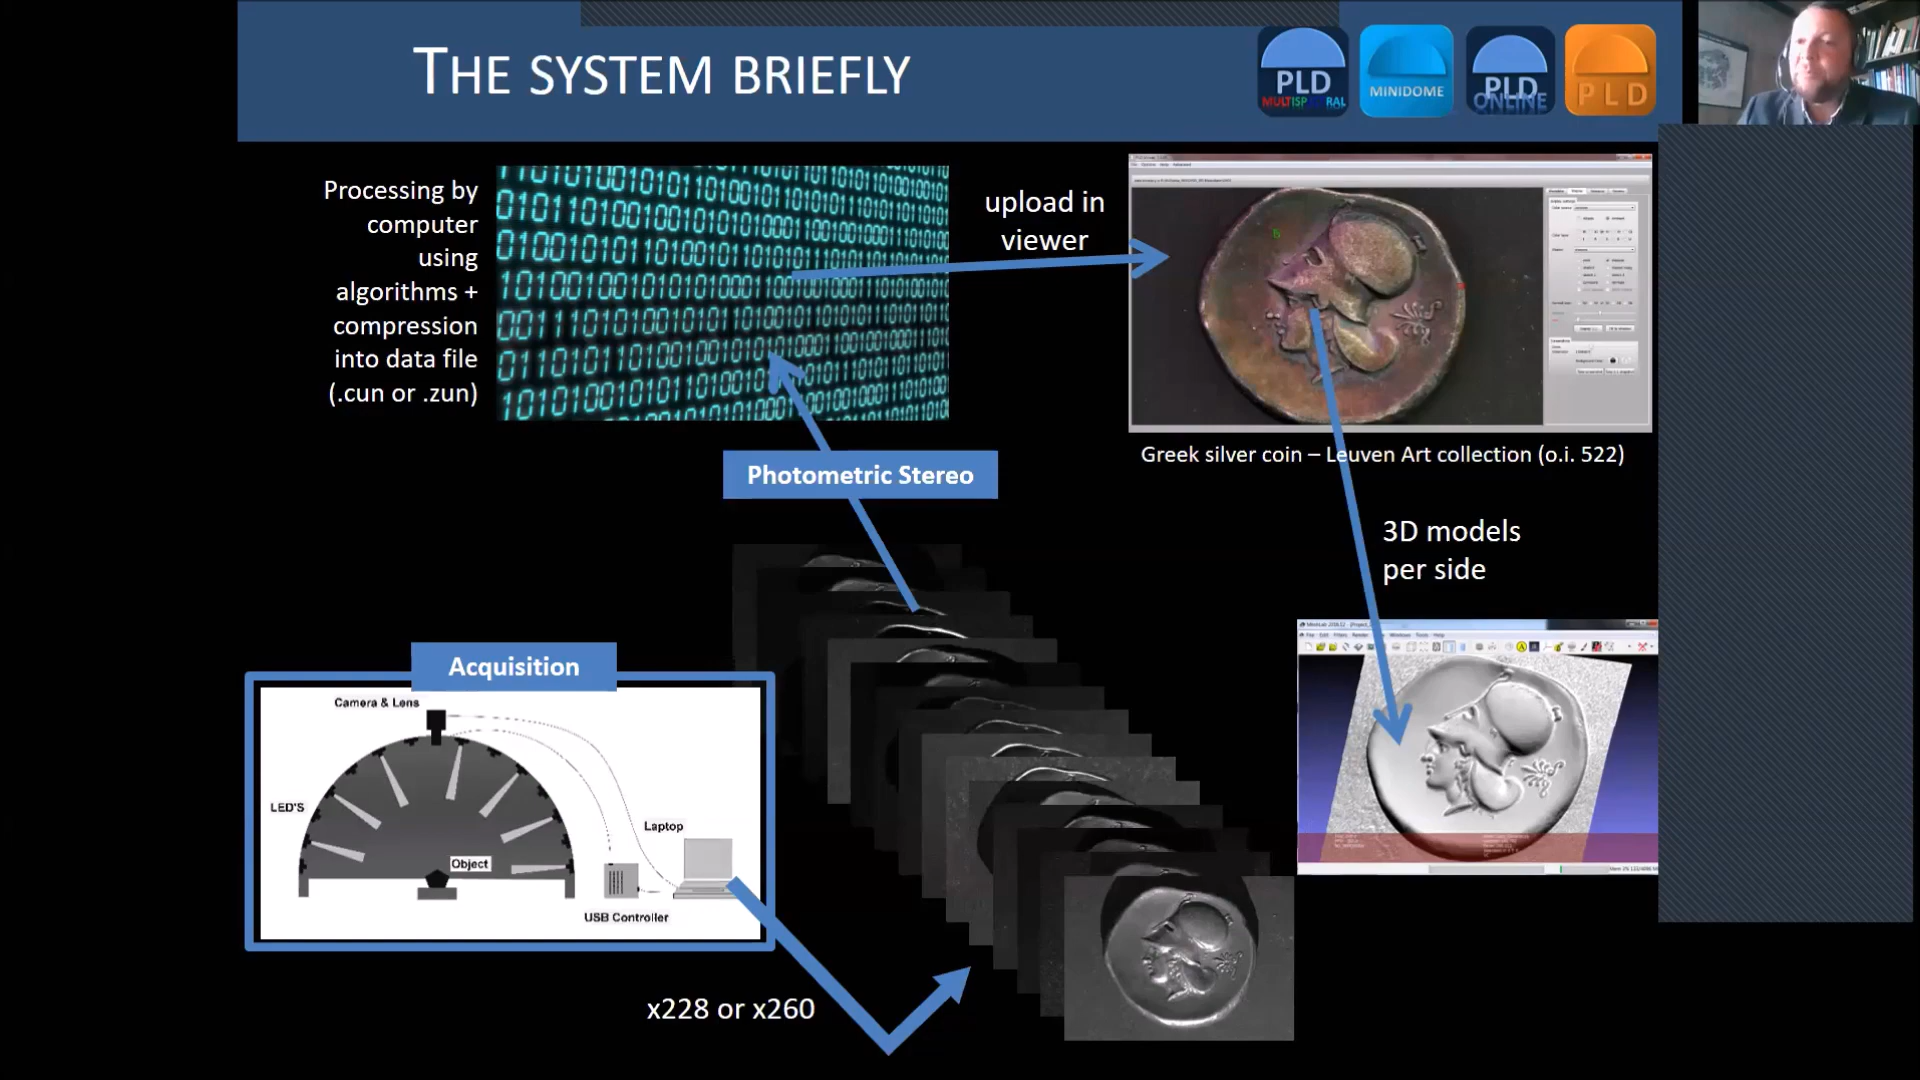 THE SYSTEM BRIEFLY
PLD
MULTISPECTRAL
MINIDOME
PLD
ONLINE
PLD
Processing by
computer
using
algorithms +
compression
into data file
(.cun or .zun)
upload in
viewer
Greek silver coin – Leuven Art collection (o.i. 522)
Photometric Stereo
3D models
per side
Acquisition
Camera & Lens
LED'S
Laptop
Object
USB Controller
x228 or x260